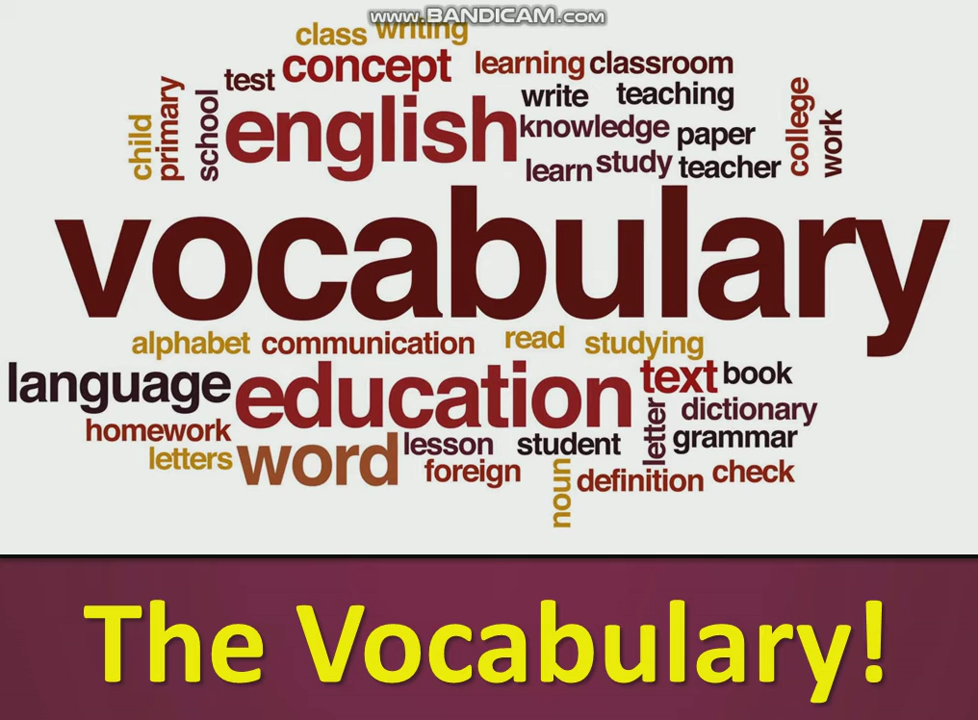 www.BANDICAM.com
class writing
test concept learning classroom
child primary school english write teaching college work
knowledge paper
learn study teacher
vocabulary
alphabet communication read studying
language education text book
letter dictionary
homework word lesson student grammar
letters foreign noun definition check
The Vocabulary!